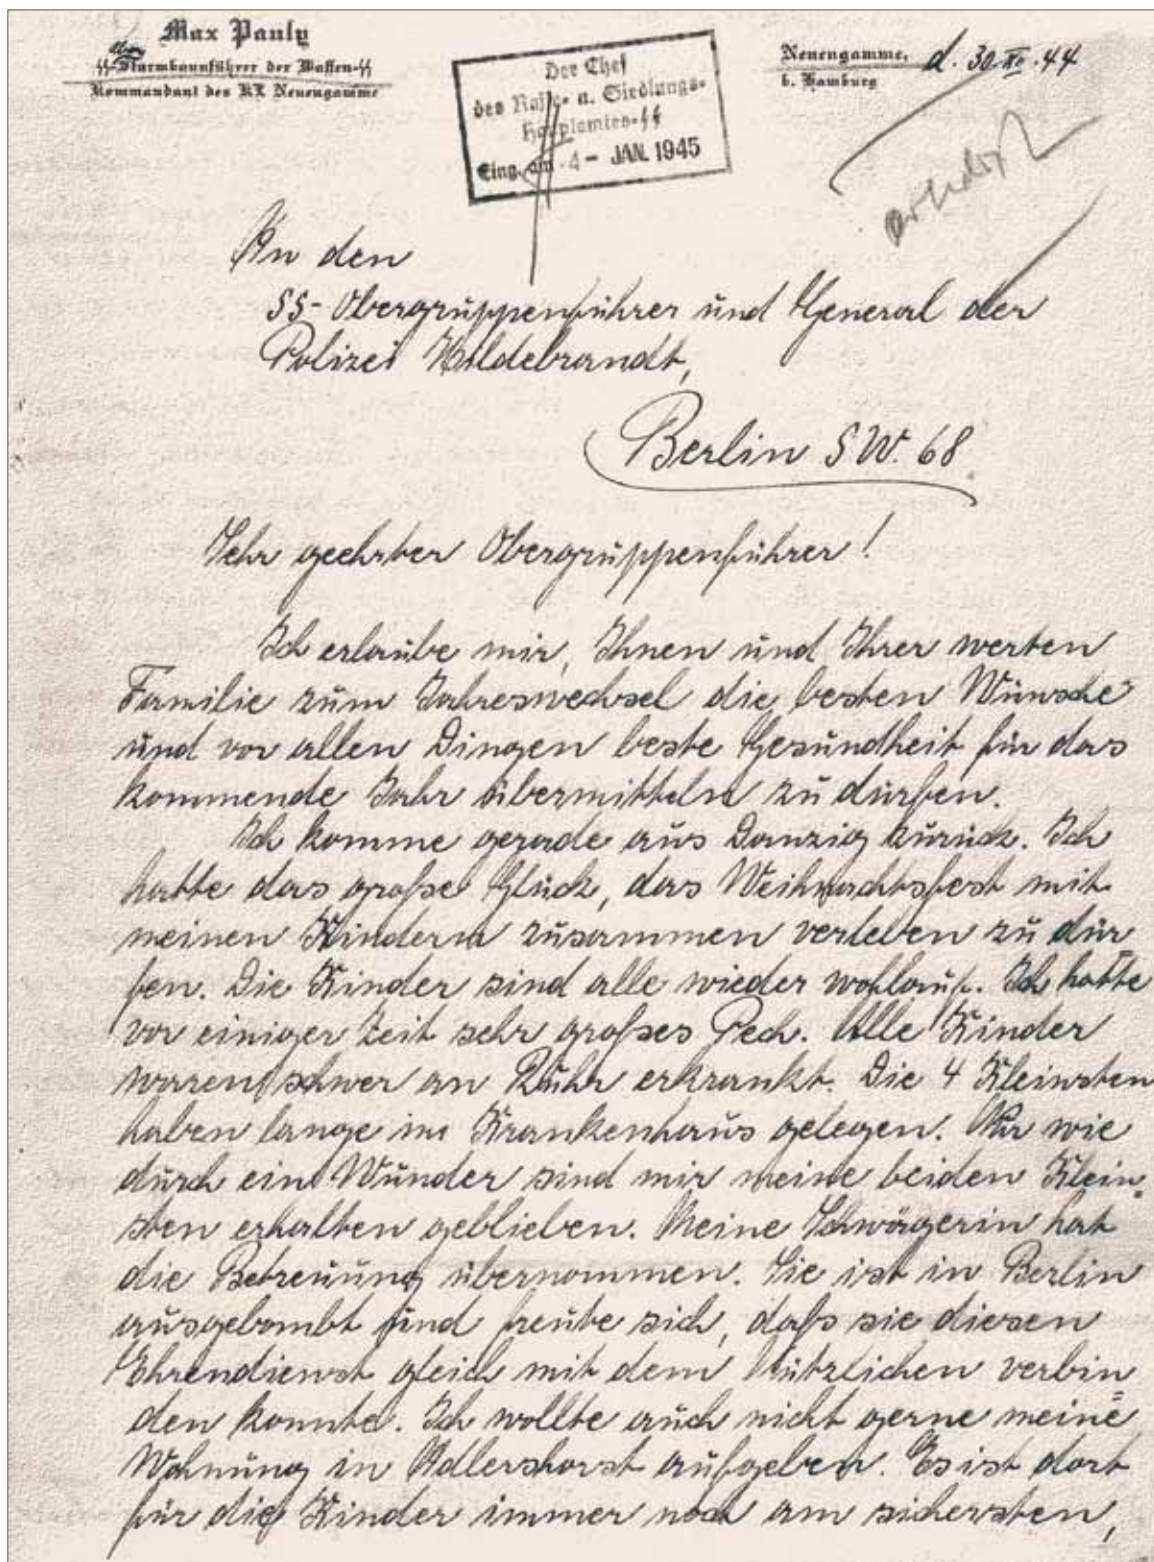 Max Pauly
SS-Sturmbannführer der Waffen-SS
Kommandant des KL Neuengamme
Neuengamme, d. 30. XII. 44
b. Hamburg
Der Chef
des Rasse- u. Siedlungs-
Hauptamtes-SS
Eing. am 4- JAN. 1945
An den
SS-Obergruppenführer und General der
Polizei Hildebrandt,
Berlin SW. 68
Sehr geehrter Obergruppenführer!
Ich erlaube mir, Ihnen und Ihrer werten
Familie zum Jahreswechsel die besten Wünsche
und vor allen Dingen beste Gesundheit für das
kommende Jahr übermitteln zu dürfen.
Ich komme gerade aus Danzig zurück. Ich
hatte das große Glück, das Weihnachtsfest mit
meinen Kindern zusammen verleben zu dür
fen. Die Kinder sind alle wieder wohlauf. Ich hatte
vor einiger Zeit sehr großes Pech. Alle Kinder
waren schwer an Ruhr erkrankt. Die 4 Kleinsten
haben lange im Krankenhaus gelegen. Nur wie
durch ein Wunder sind mir meine beiden Klein=
sten erhalten geblieben. Meine Schwägerin hat
die Betreuung übernommen. Sie ist in Berlin
ausgebombt und freute sich, daß sie diesen
Ehrendienst gleich mit dem Nützlichen verbin=
den konnte. Ich wollte auch nicht gerne meine
Wohnung in Adlershorst aufgeben. Es ist dort
für die Kinder immer noch am sichersten,